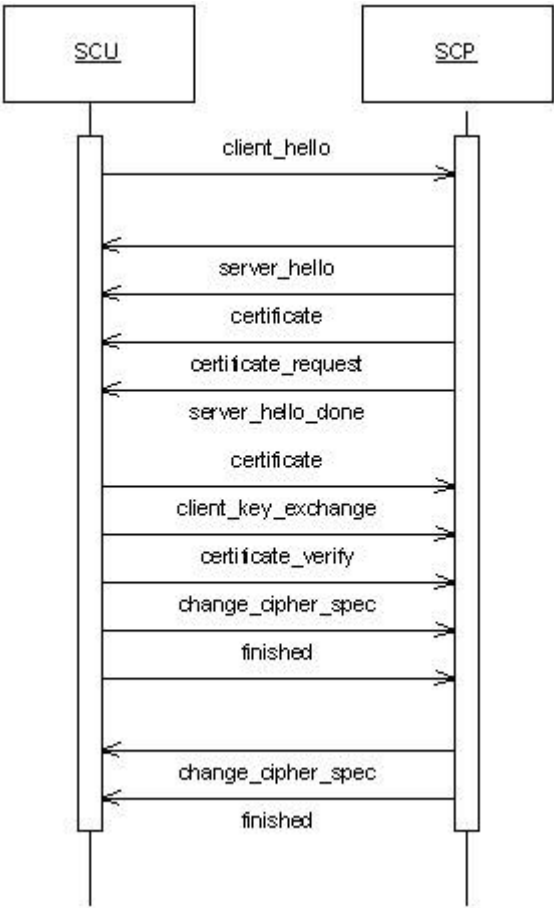 SCU
SCP
client_hello
server_hello
certificate
certificate_request
server_hello_done
certificate
client_key_exchange
certificate_verify
change_cipher_spec
finished
change_cipher_spec
finished